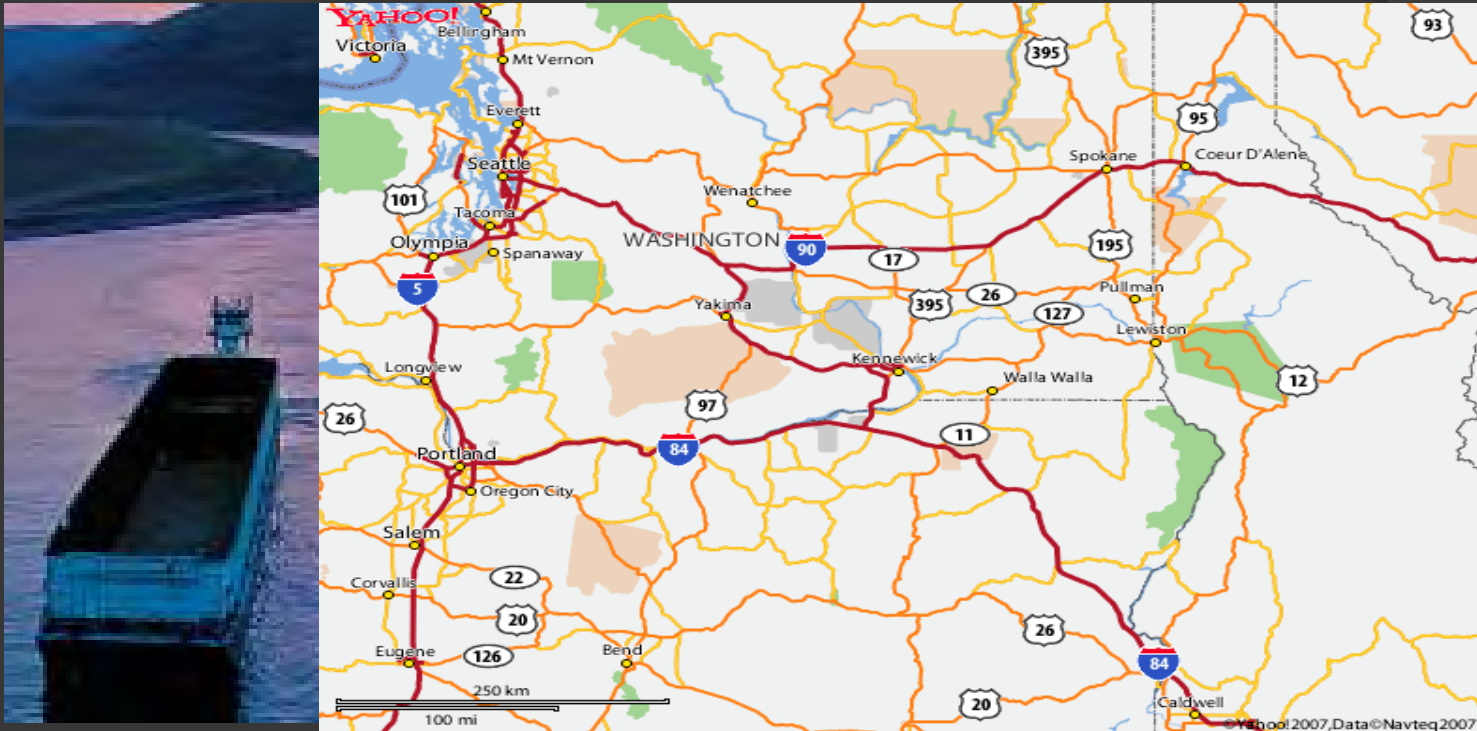 YAHOO!
Bellingham
93
Victoria
395
Mt Vernon
Everett
95
Seattle
Spokane
Coeur D'Alene
Wenatchee
101
Tacoma
WASHINGTON
Olympia
90
195
Spanaway
17
5
Pullman
26
Yakima
395
127
Lewiston
Kennewick
Longview
Walla Walla
12
97
26
11
84
Portland
Oregon City
Salem
22
Corvallis
20
26
Eugene
126
Bend
84
250 km
20
Caldwell
100 mi
©Yahoo!2007,Data©Navteq2007